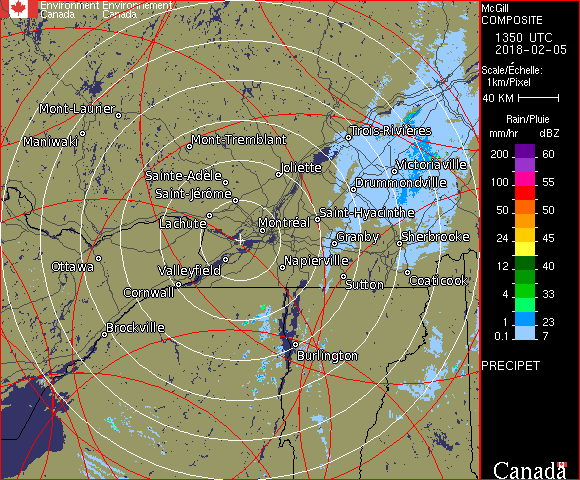 Environment Environnement
Canada Canada
McGill
COMPOSITE
1350 UTC
2018-02-05
Scale/Échelle:
1km/Pixel
40 KM
Rain/Pluie
mm/hr dBZ
200 60
100 55
50 50
24 45
12 40
4 33
1 23
0.1 7
PRECIPET
Canada
Mont-Laurier
Maniwaki
Mont-Tremblant
Trois-Rivières
Sainte-Adèle
Joliette
Victoriaville
Saint-Jérôme
Drummondville
Lachute
Montréal
Saint-Hyacinthe
Granby
Sherbrooke
Ottawa
Valleyfield
Napierville
Cornwall
Sutton
Coaticook
Brockville
Burlington